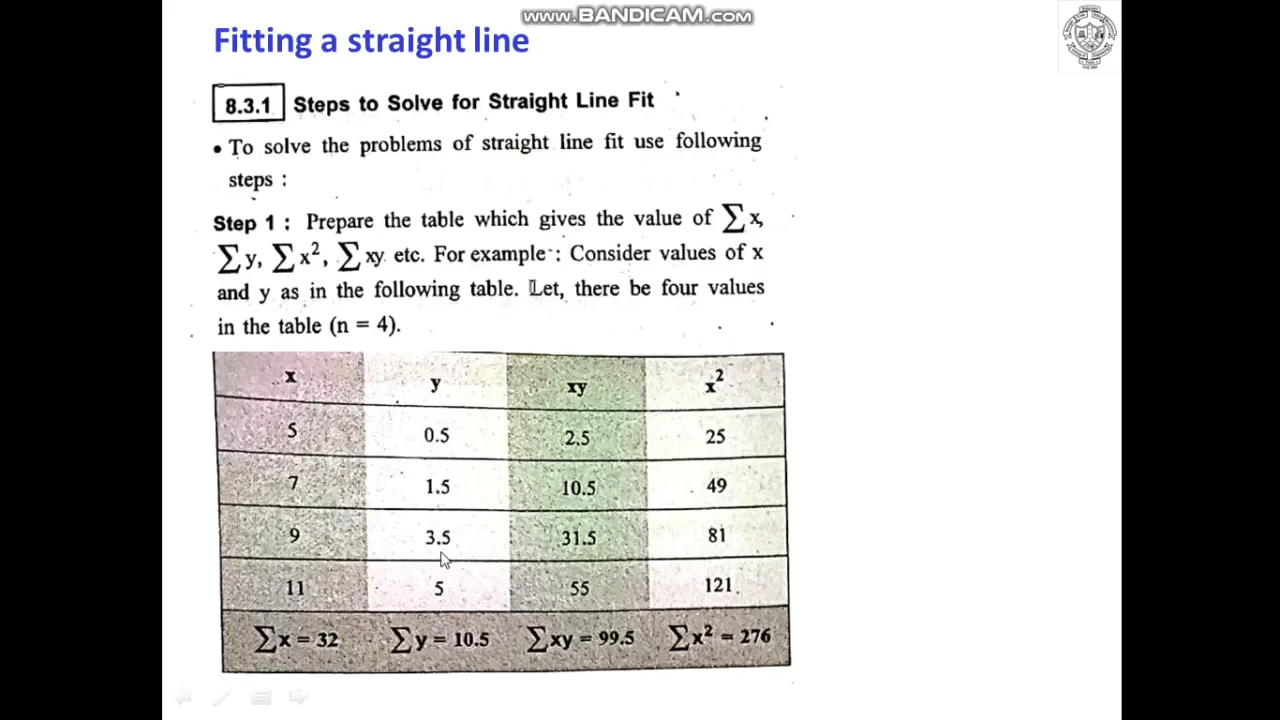 www.BANDICAM.com
Fitting a straight line
8.3.1 Steps to Solve for Straight Line Fit
• To solve the problems of straight line fit use following
steps :
Step 1 : Prepare the table which gives the value of ∑x,
∑y, ∑x², ∑xy etc. For example : Consider values of x
and y as in the following table. Let, there be four values
in the table (n = 4).
x y xy x²
5 0.5 2.5 25
7 1.5 10.5 49
9 3.5 31.5 81
11 5 55 121
∑x = 32 ∑y = 10.5 ∑xy = 99.5 ∑x² = 276